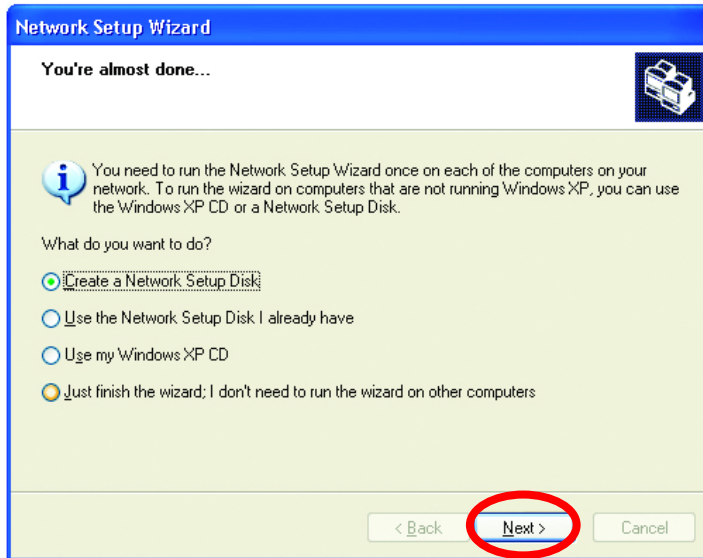 Network Setup Wizard
You're almost done...
You need to run the Network Setup Wizard once on each of the computers on your
network. To run the wizard on computers that are not running Windows XP, you can use
the Windows XP CD or a Network Setup Disk.
What do you want to do?
Create a Network Setup Disk
Use the Network Setup Disk I already have
Use my Windows XP CD
Just finish the wizard; I don't need to run the wizard on other computers
< Back Next > Cancel